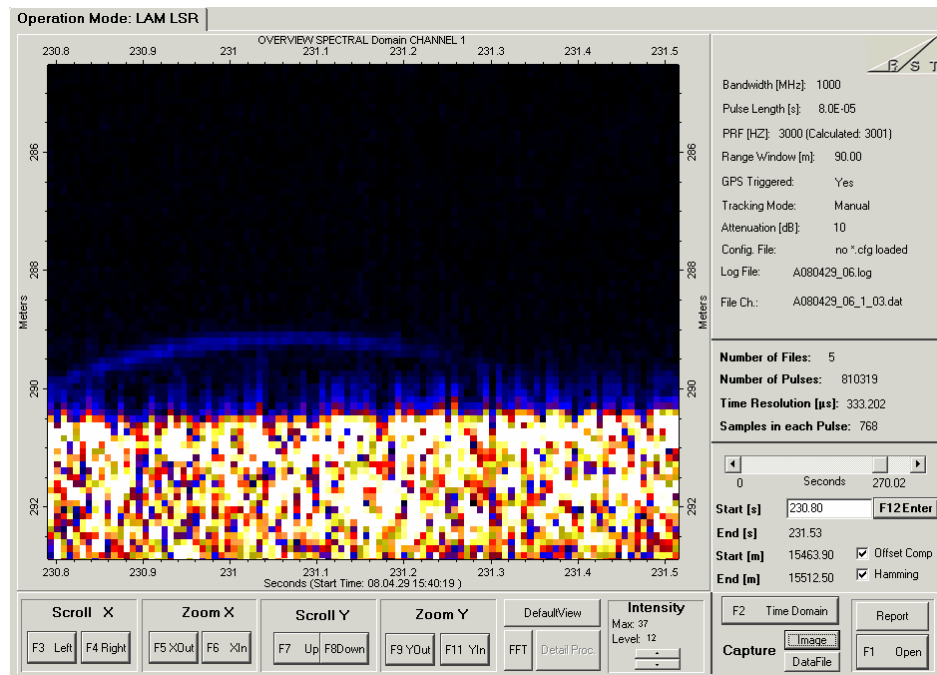 Operation Mode: LAM LSR
OVERVIEW SPECTRAL Domain CHANNEL 1
230.8 230.9 231 231.1 231.2 231.3 231.4 231.5
286 286
288 288
Meters Meters
290 290
292 292
230.8 230.9 231 231.1 231.2 231.3 231.4 231.5
Seconds (Start Time: 08.04.29 15:40:19 )
R S T
Bandwidth [MHz]: 1000
Pulse Length [s]: 8.0E-05
PRF [HZ]: 3000 (Calculated: 3001)
Range Window [m]: 90.00
GPS Triggered: Yes
Tracking Mode: Manual
Attenuation [dB]: 10
Config. File: no *.cfg loaded
Log File: A080429_06.log
File Ch.: A080429_06_1_03.dat
Number of Files: 5
Number of Pulses: 810319
Time Resolution [µs]: 333.202
Samples in each Pulse: 768
0 Seconds 270.02
Start [s] 230.80 F12 Enter
End [s] 231.53
Start [m] 15463.90 Offset Comp
End [m] 15512.50 Hamming
Scroll X
F3 Left F4 Right
Zoom X
F5 XOut F6 XIn
Scroll Y
F7 Up F8Down
Zoom Y
F9 YOut F11 YIn
DefaultView
FFT Detail Proc.
Intensity
Max: 37
Level: 12
F2 Time Domain
Capture Image
DataFile
Report
F1 Open